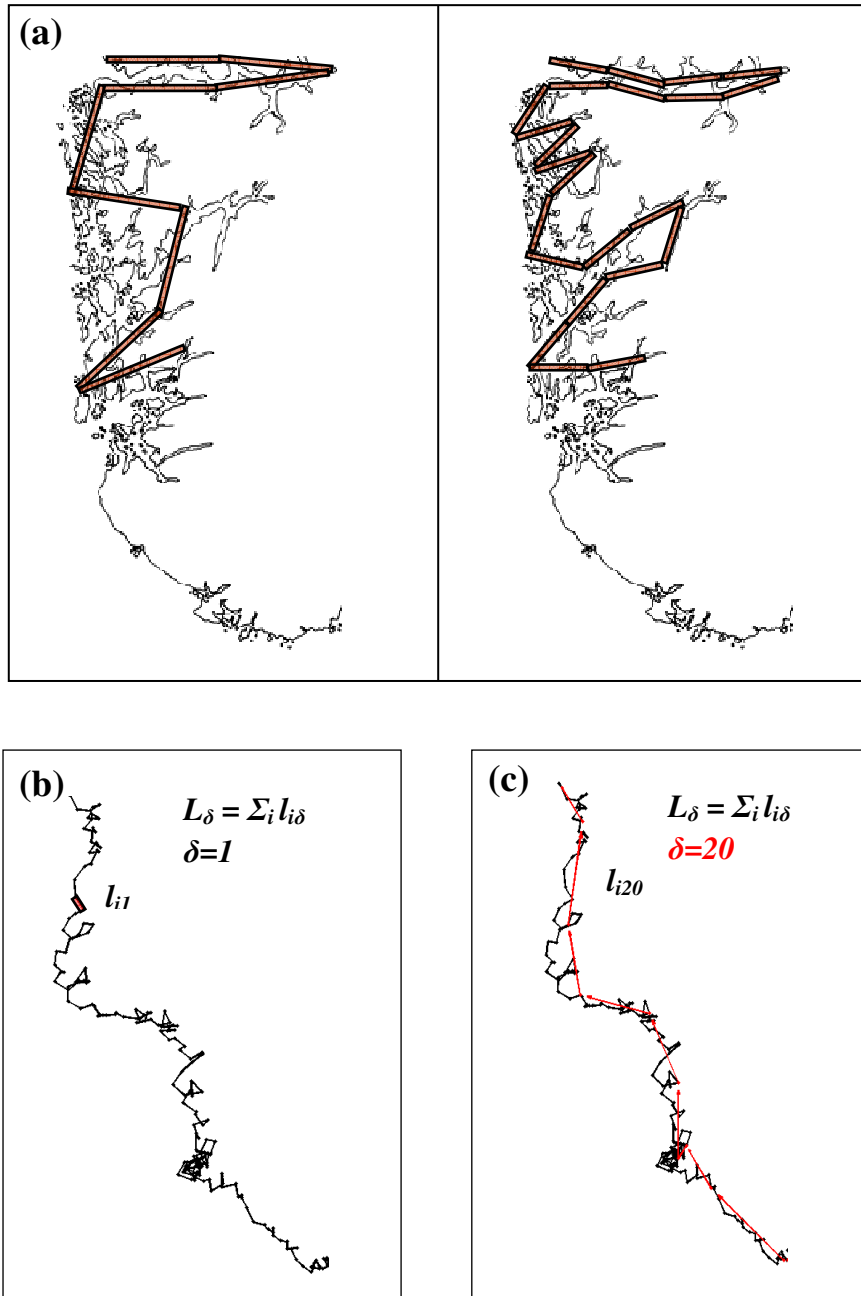 (a)
(b)
L_δ = Σ_i l_iδ
δ=1
l_i1
(c)
L_δ = Σ_i l_iδ
δ=20
l_i20